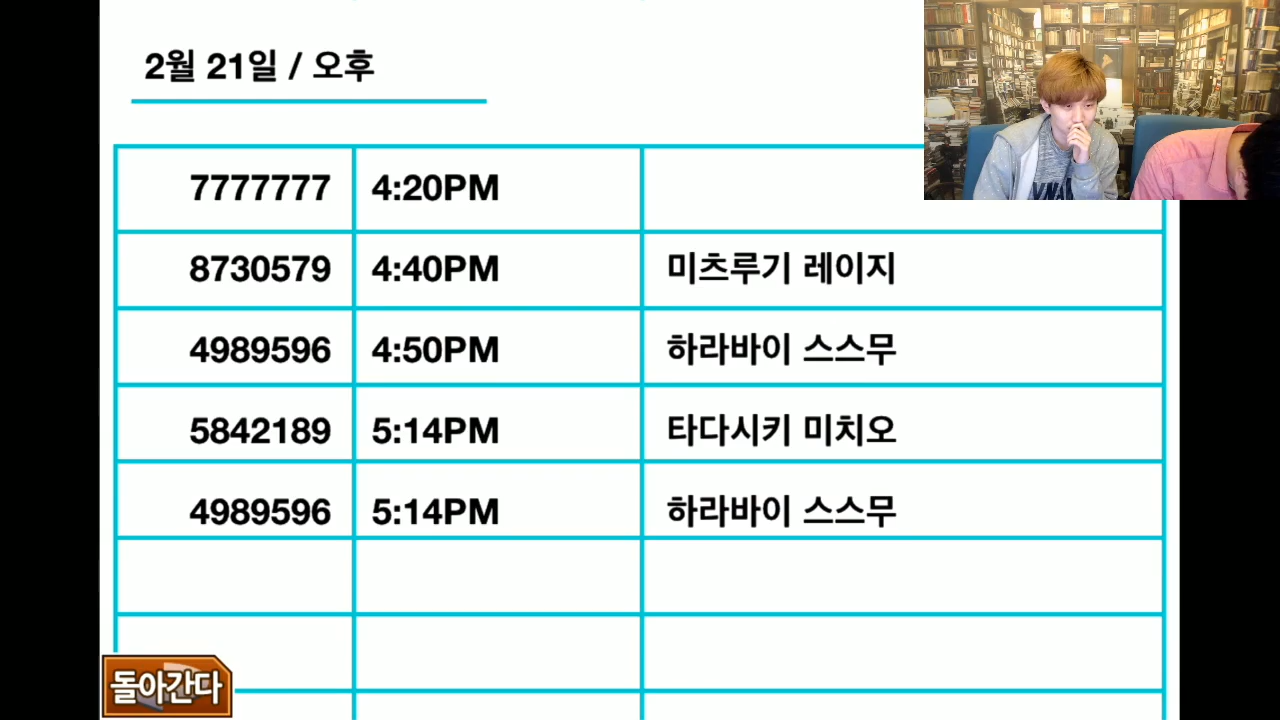 2월 21일 / 오후
7777777 4:20PM
8730579 4:40PM 미츠루기 레이지
4989596 4:50PM 하라바이 스스무
5842189 5:14PM 타다시키 미치오
4989596 5:14PM 하라바이 스스무
돌아간다